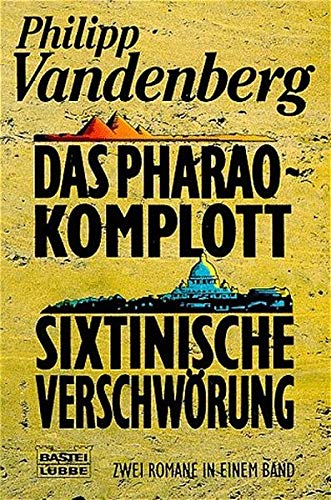 Philipp
Vandenberg
DAS PHARAO-
KOMPLOTT
SIXTINISCHE
VERSCHWÖRUNG
BASTEI
LÜBBE
ZWEI ROMANE IN EINEM BAND